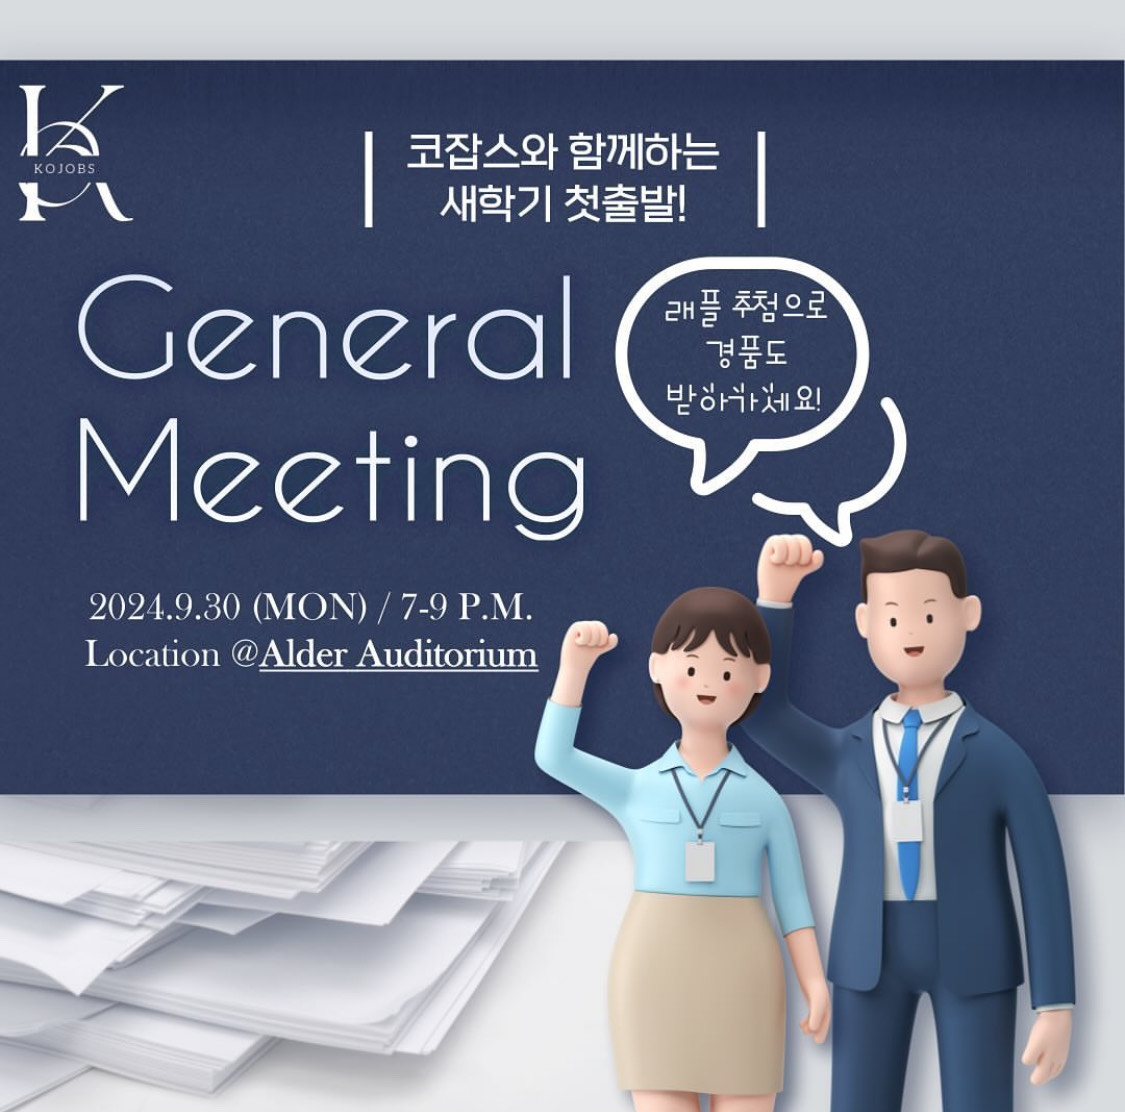 KOJOBS
코잡스와 함께하는
새학기 첫출발!
General
Meeting
래플 추첨으로
경품도
받아가세요!
2024.9.30 (MON) / 7-9 P.M.
Location @Alder Auditorium